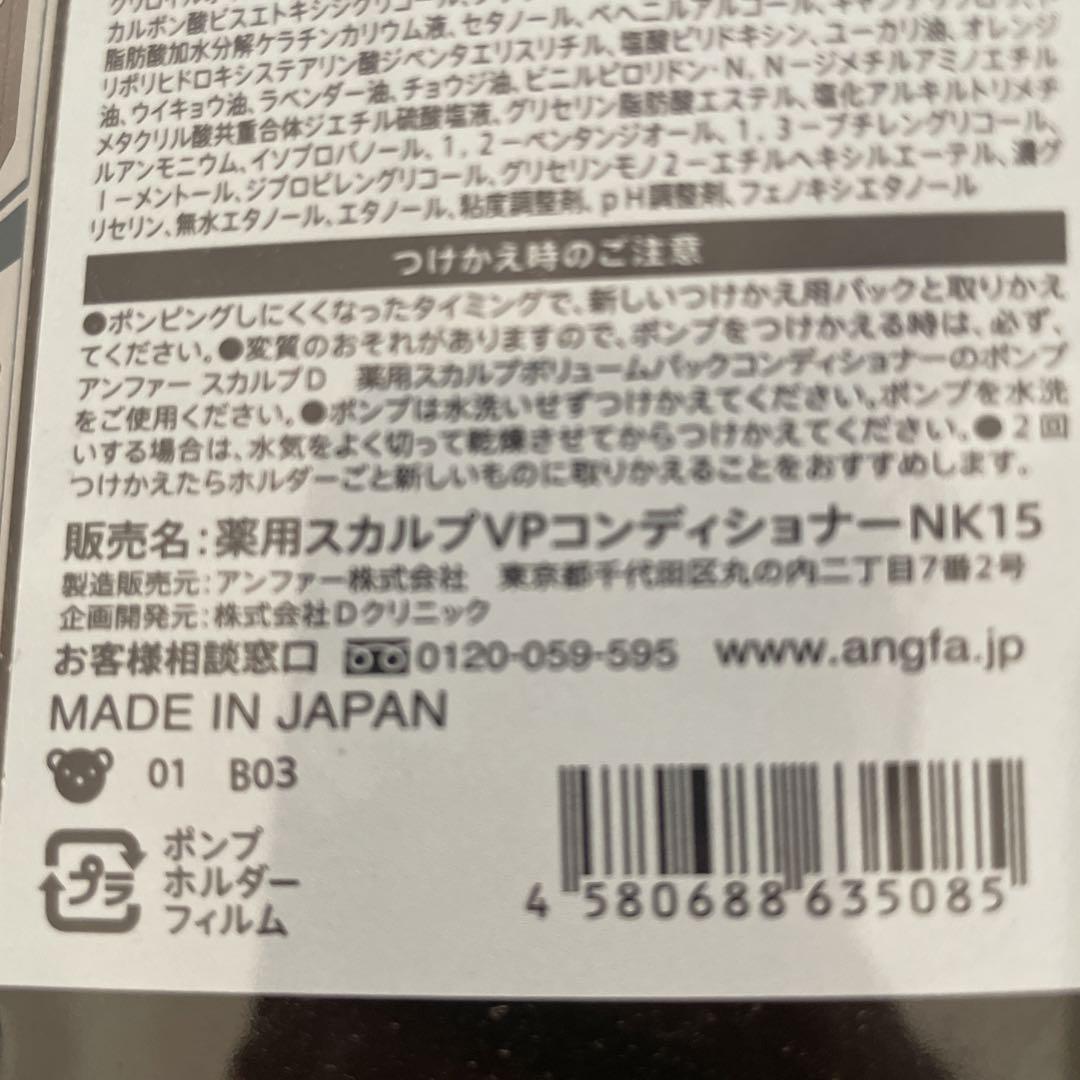 カルボン酸ビスエトキシジグリコール、
脂肪酸加水分解ケラチンカリウム液、セタノール、ベヘニルアルコール、
リポリヒドロキシステアリン酸ジペンタエリスリチル、塩酸ピリドキシン、ユーカリ油、オレンジ
油、ウイキョウ油、ラベンダー油、チョウジ油、ビニルピロリドン・N，N－ジメチルアミノエチル
メタクリル酸共重合体ジエチル硫酸塩液、グリセリン脂肪酸エステル、塩化アルキルトリメチ
ルアンモニウム、イソプロパノール、1，2－ペンタンジオール、1，3－ブチレングリコール、
l－メントール、ジプロピレングリコール、グリセリンモノ2－エチルヘキシルエーテル、濃グ
リセリン、無水エタノール、エタノール、粘度調整剤、pH調整剤、フェノキシエタノール
つけかえ時のご注意
●ポンピングしにくくなったタイミングで、新しいつけかえ用パックと取りかえ
てください。●変質のおそれがありますので、ポンプをつけかえる時は、必ず、
アンファー スカルプD 薬用スカルプボリュームパックコンディショナーのポンプ
をご使用ください。●ポンプは水洗いせずつけかえてください。ポンプを水洗
いする場合は、水気をよく切って乾燥させてからつけかえてください。●2回
つけかえたらホルダーごと新しいものに取りかえることをおすすめします。
販売名：薬用スカルプVPコンディショナーNK15
製造販売元：アンファー株式会社 東京都千代田区丸の内二丁目7番2号
企画開発元：株式会社Dクリニック
お客様相談窓口 0120-059-595 www.angfa.jp
MADE IN JAPAN
01 B03
プラ
ポンプ
ホルダー
フィルム
4 580688 635085